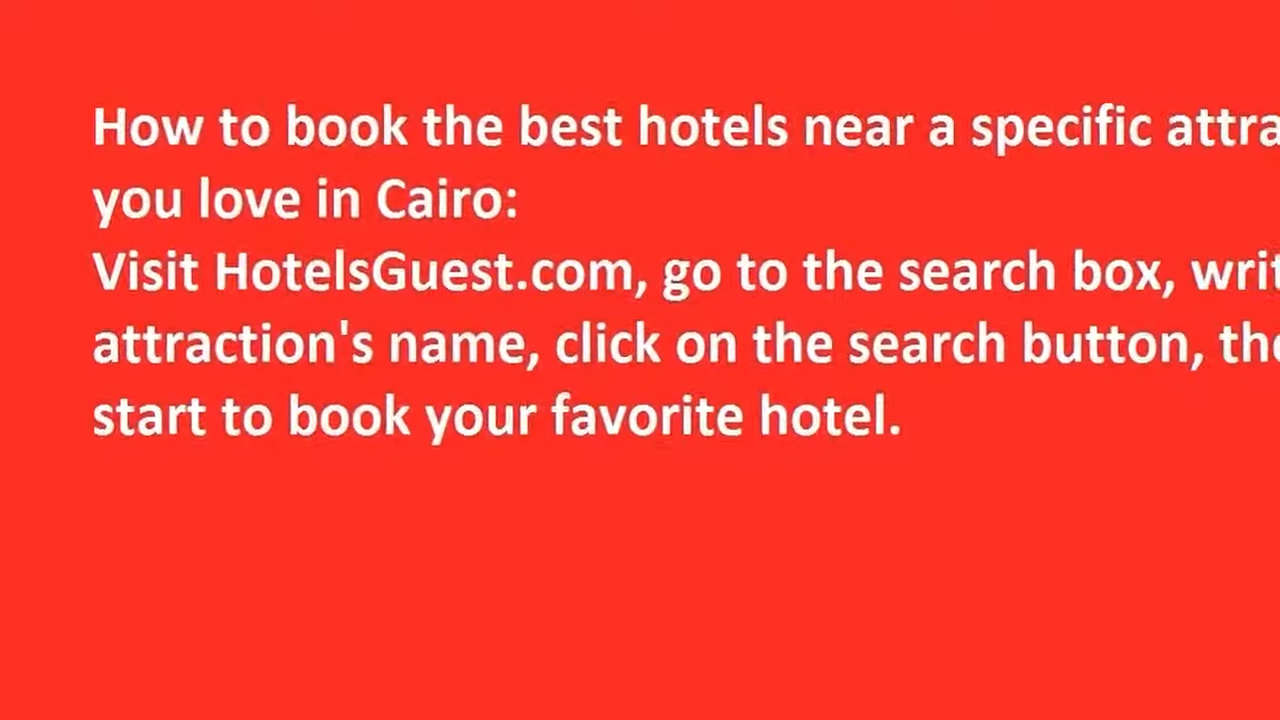 How to book the best hotels near a specific attra
you love in Cairo:
Visit HotelsGuest.com, go to the search box, writ
attraction's name, click on the search button, the
start to book your favorite hotel.